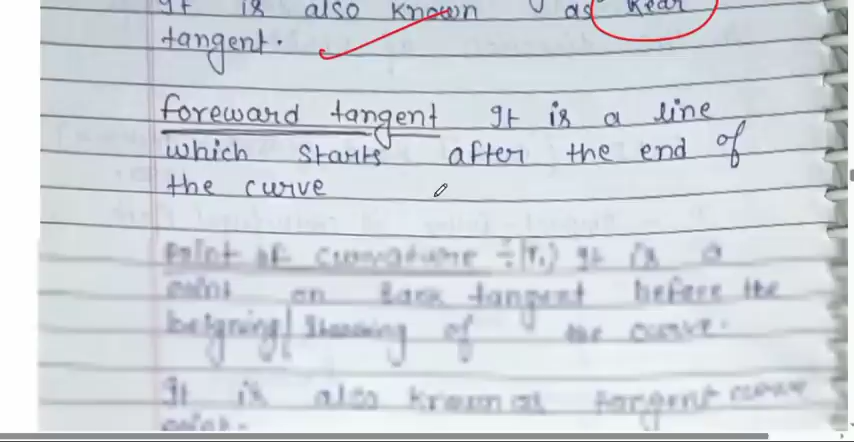 It is also known as Rear
tangent.
foreward tangent It is a line
which starts after the end of
the curve
point of curvature ÷(T₁) It is a
point on Back tangent before the
of the curve.
It is also known as tangent curve
point.